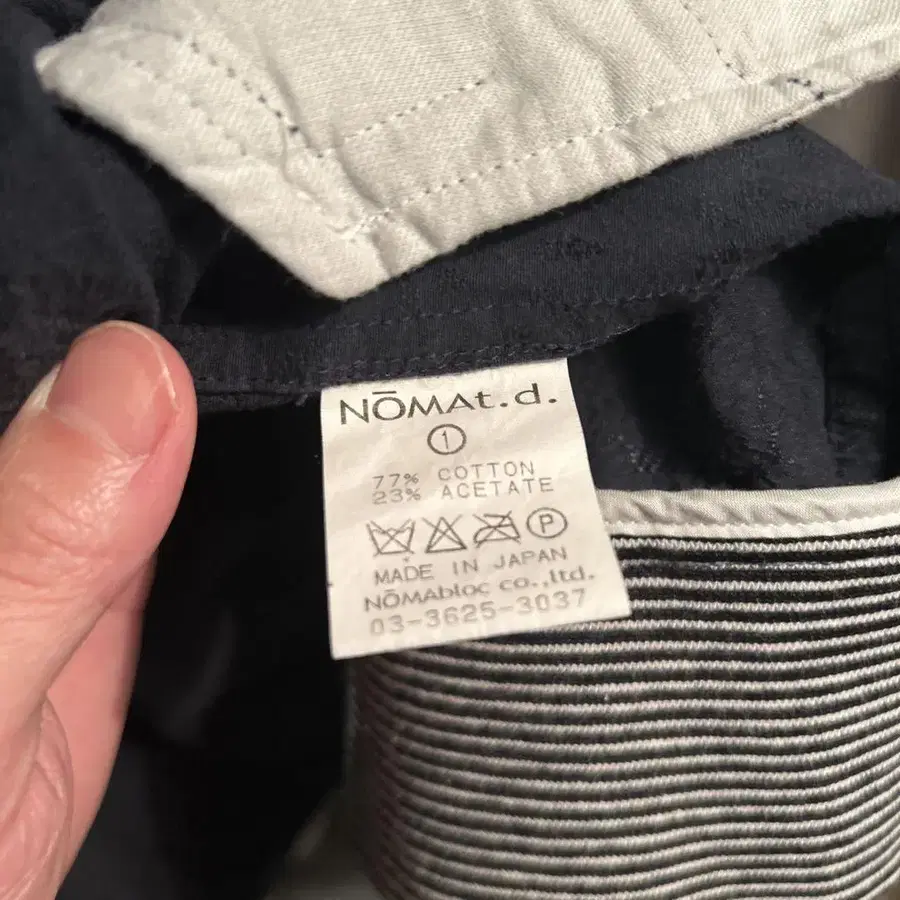 NŌMAt.d.
①
77% COTTON
23% ACETATE
Ⓟ
MADE IN JAPAN
NŌMAbloc co.,ltd.
03-3625-3037